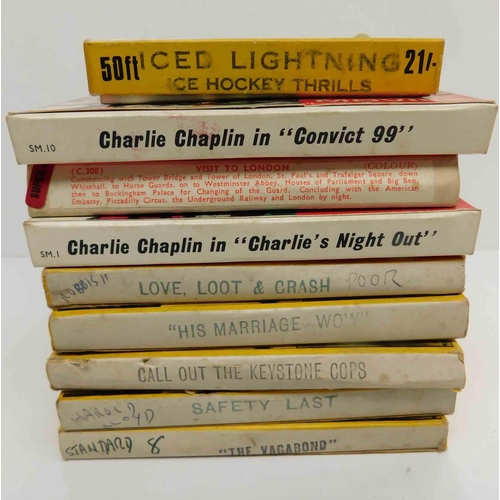 50ft ICED LIGHTNING 21/-
ICE HOCKEY THRILLS
SM.10 Charlie Chaplin in "Convict 99"
(C.300) VISIT TO LONDON (COLOUR)
Commencing with Tower Bridge and Tower of London, St. Paul's and Trafalgar Square, down
Whitehall, to Horse Guards, on to Westminster Abbey, Houses of Parliament and Big Ben,
then to Buckingham Palace for Changing of the Guard. Concluding with the American
Embassy, Piccadilly Circus, the Underground Railway and London by night.
SM.1 Charlie Chaplin in "Charlie's Night Out"
LOVE, LOOT & CRASH POOR
"HIS MARRIAGE WOW"
CALL OUT THE KEYSTONE COPS
HAROLD SAFETY LAST
STANDARD 8 "THE VAGABOND"